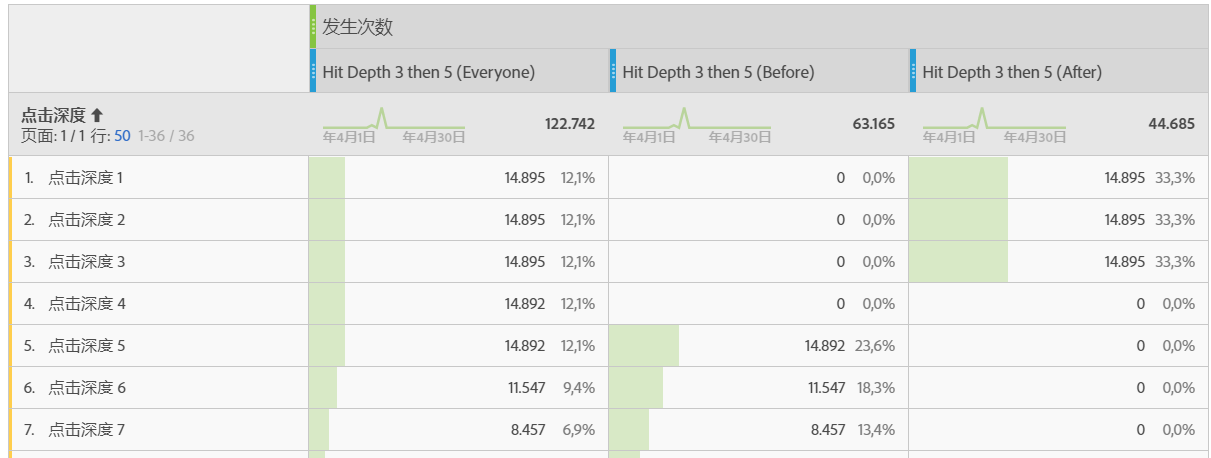 发生次数
Hit Depth 3 then 5 (Everyone) Hit Depth 3 then 5 (Before) Hit Depth 3 then 5 (After)
点击深度 122.742 63.165 44.685
页面: 1 / 1 行: 50 1-36 / 36 年4月1日 年4月30日 年4月1日 年4月30日 年4月1日 年4月30日
1. 点击深度 1 14.895 12,1% 0 0,0% 14.895 33,3%
2. 点击深度 2 14.895 12,1% 0 0,0% 14.895 33,3%
3. 点击深度 3 14.895 12,1% 0 0,0% 14.895 33,3%
4. 点击深度 4 14.892 12,1% 0 0,0% 0 0,0%
5. 点击深度 5 14.892 12,1% 14.892 23,6% 0 0,0%
6. 点击深度 6 11.547 9,4% 11.547 18,3% 0 0,0%
7. 点击深度 7 8.457 6,9% 8.457 13,4% 0 0,0%